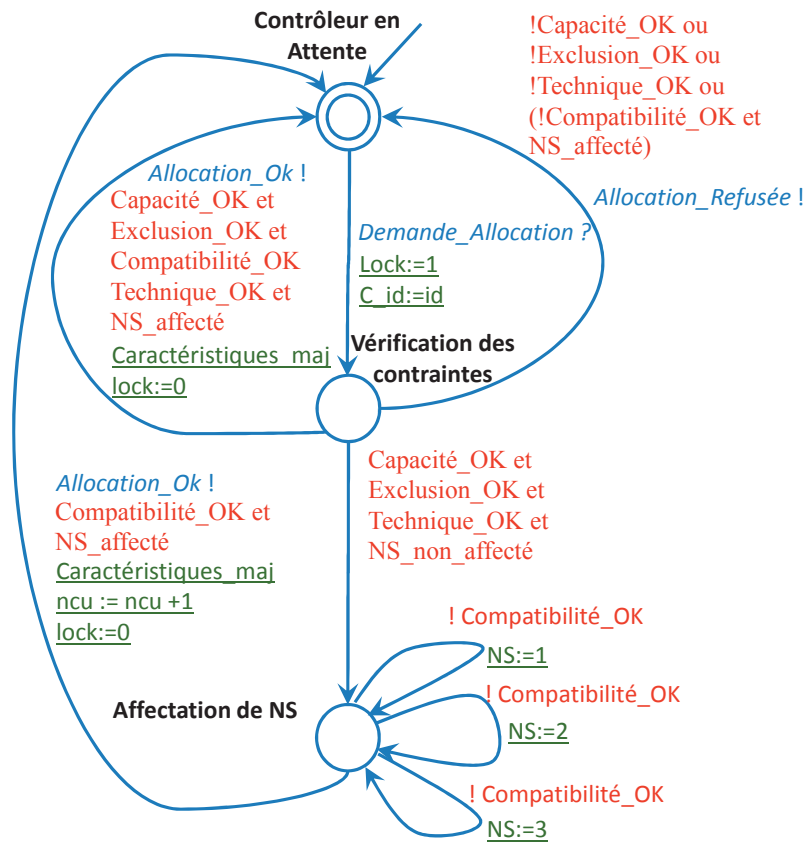 Contrôleur en
Attente
!Capacité_OK ou
!Exclusion_OK ou
!Technique_OK ou
(!Compatibilité_OK et
NS_affecté)
Allocation_Refusée !
Allocation_Ok !
Capacité_OK et
Exclusion_OK et
Compatibilité_OK
Technique_OK et
NS_affecté
Caractéristiques_maj
lock:=0
Demande_Allocation ?
Lock:=1
C_id:=id
Vérification des
contraintes
Capacité_OK et
Exclusion_OK et
Technique_OK et
NS_non_affecté
Allocation_Ok !
Compatibilité_OK et
NS_affecté
Caractéristiques_maj
ncu := ncu +1
lock:=0
Affectation de NS
! Compatibilité_OK
NS:=1
! Compatibilité_OK
NS:=2
! Compatibilité_OK
NS:=3